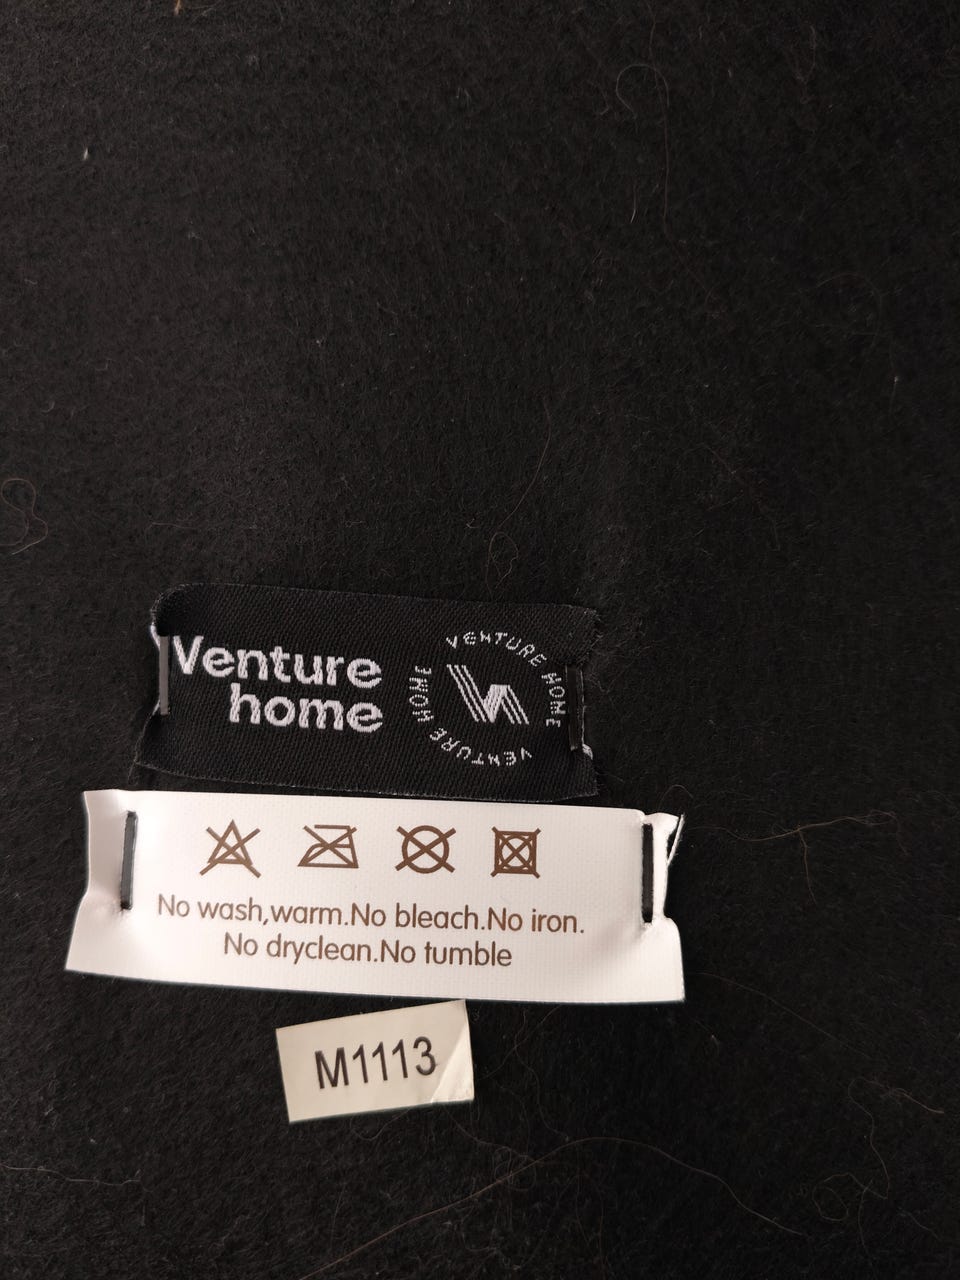 Venture
home
VENTURE HOME VENTURE HOME
No wash,warm.No bleach.No iron.
No dryclean.No tumble
M1113